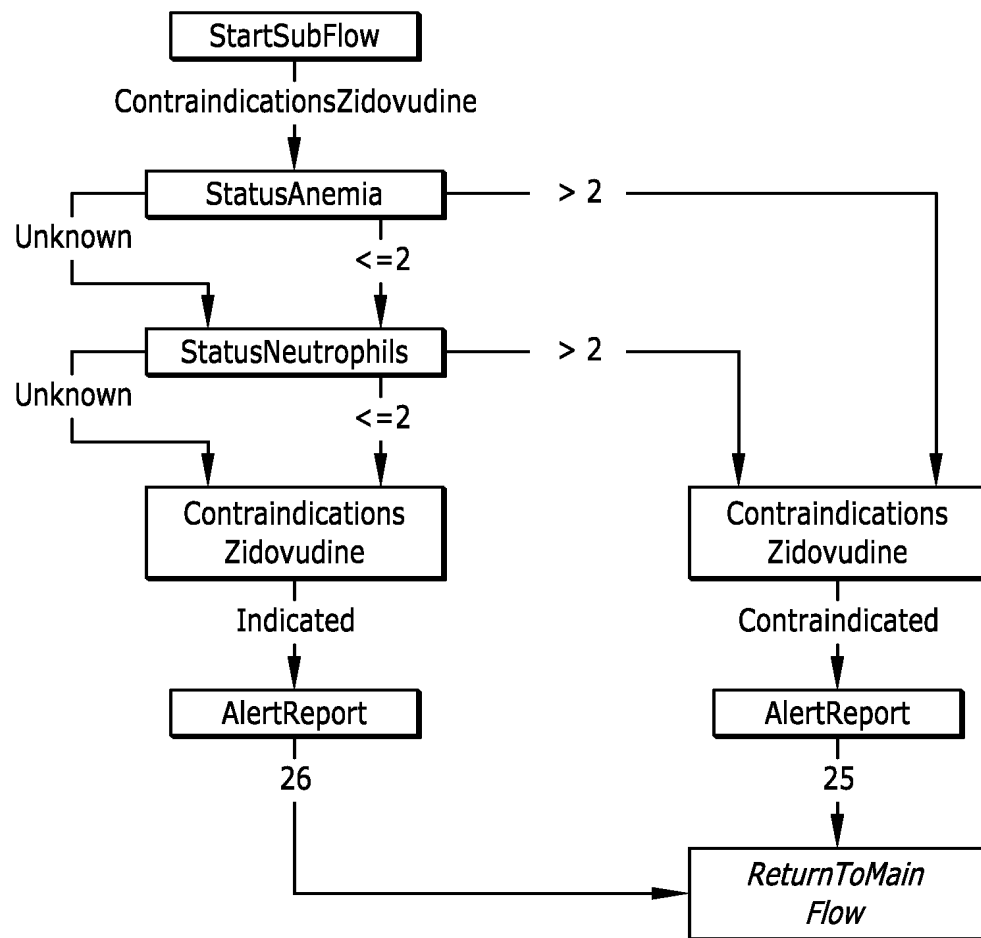 StartSubFlow
ContraindicationsZidovudine
StatusAnemia
> 2
Unknown
<=2
StatusNeutrophils
> 2
Unknown
<=2
Contraindications
Zidovudine
Contraindications
Zidovudine
Indicated
Contraindicated
AlertReport
AlertReport
26
25
ReturnToMain
Flow